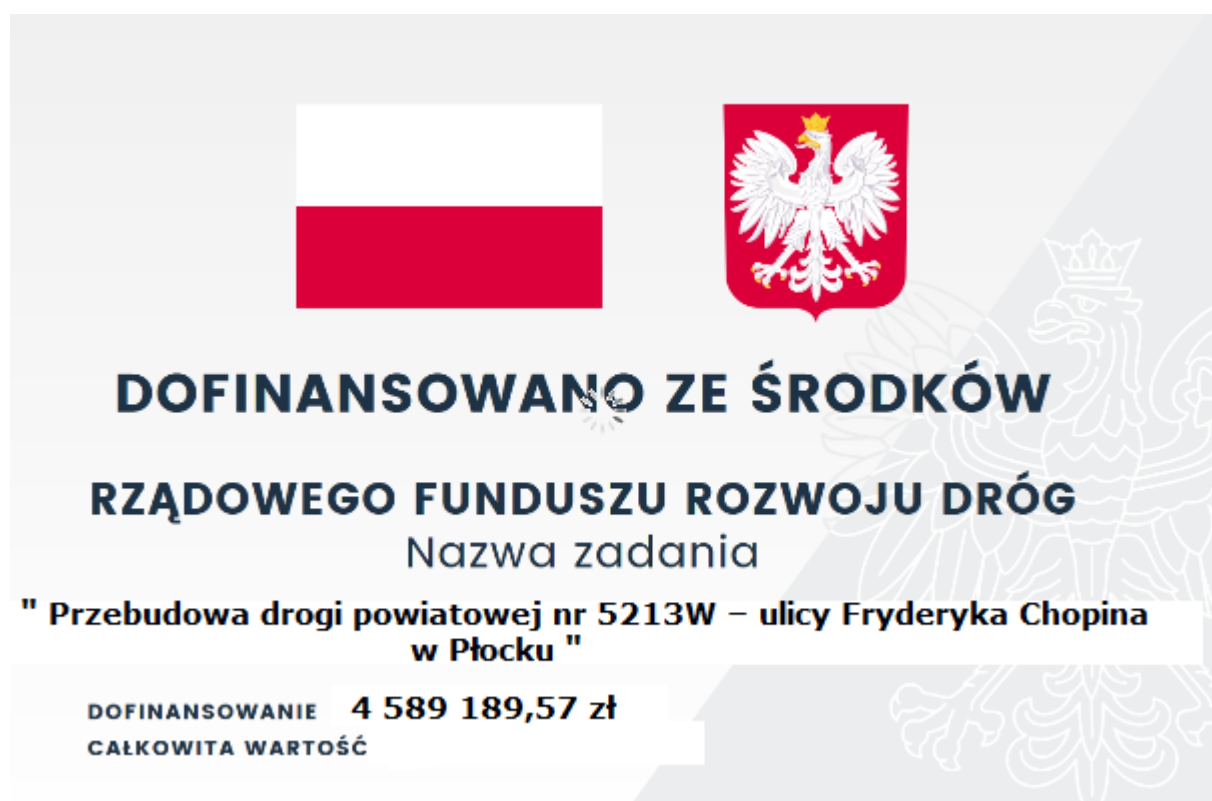 DOFINANSOWANO ZE ŚRODKÓW
RZĄDOWEGO FUNDUSZU ROZWOJU DRÓG
Nazwa zadania
" Przebudowa drogi powiatowej nr 5213W – ulicy Fryderyka Chopina
w Płocku "
DOFINANSOWANIE 4 589 189,57 zł
CAŁKOWITA WARTOŚĆ